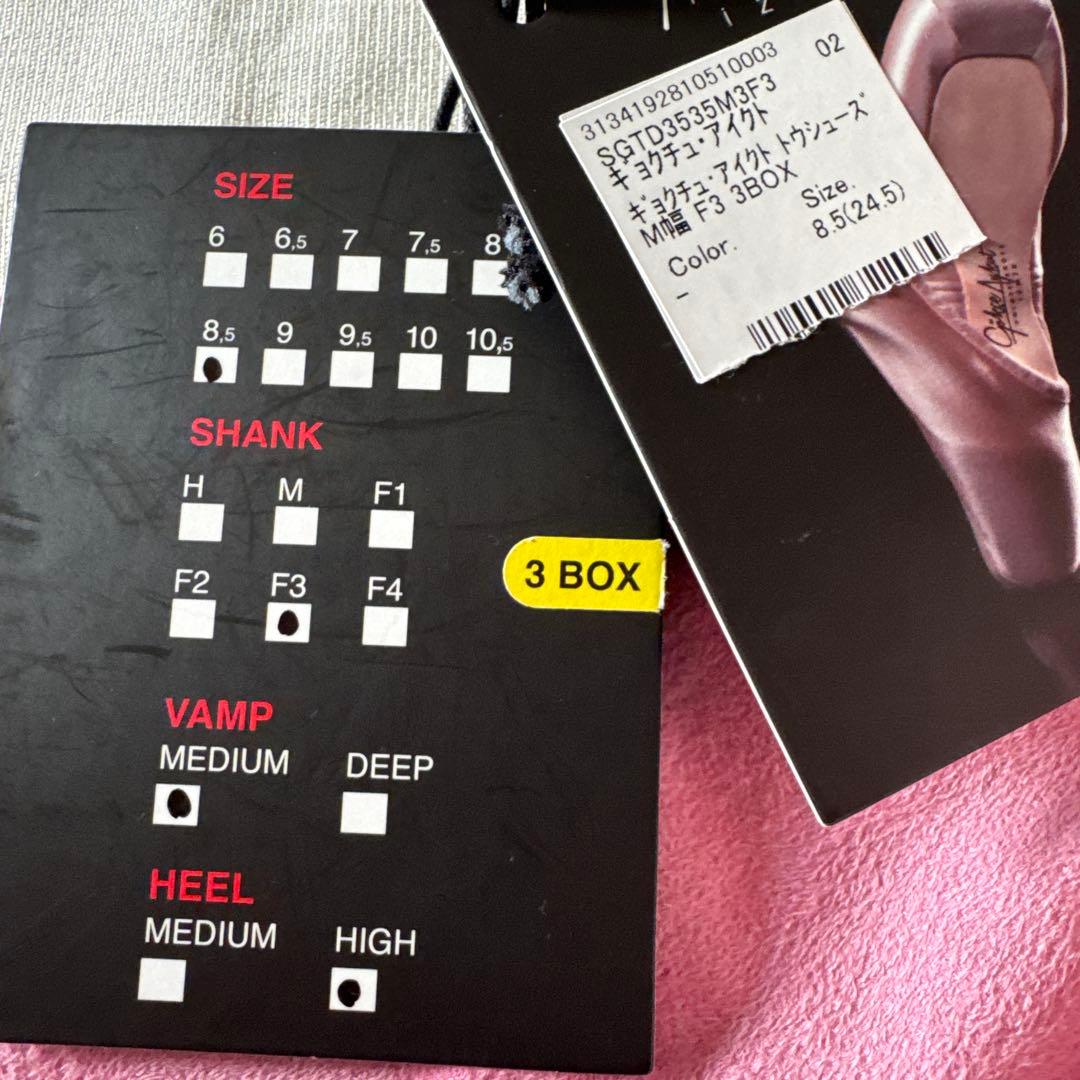 SIZE
6 6,5 7 7,5 8
8,5 9 9,5 10 10,5
SHANK
H M F1
F2 F3 F4
3 BOX
VAMP
MEDIUM DEEP
HEEL
MEDIUM HIGH
3134192810510003 02
SGTD3535M3F3
ギョクチュ・アイクト
ギョクチュ・アイクト トウシューズ
M幅 F3 3BOX
Color. Size.
- 8.5(24.5)